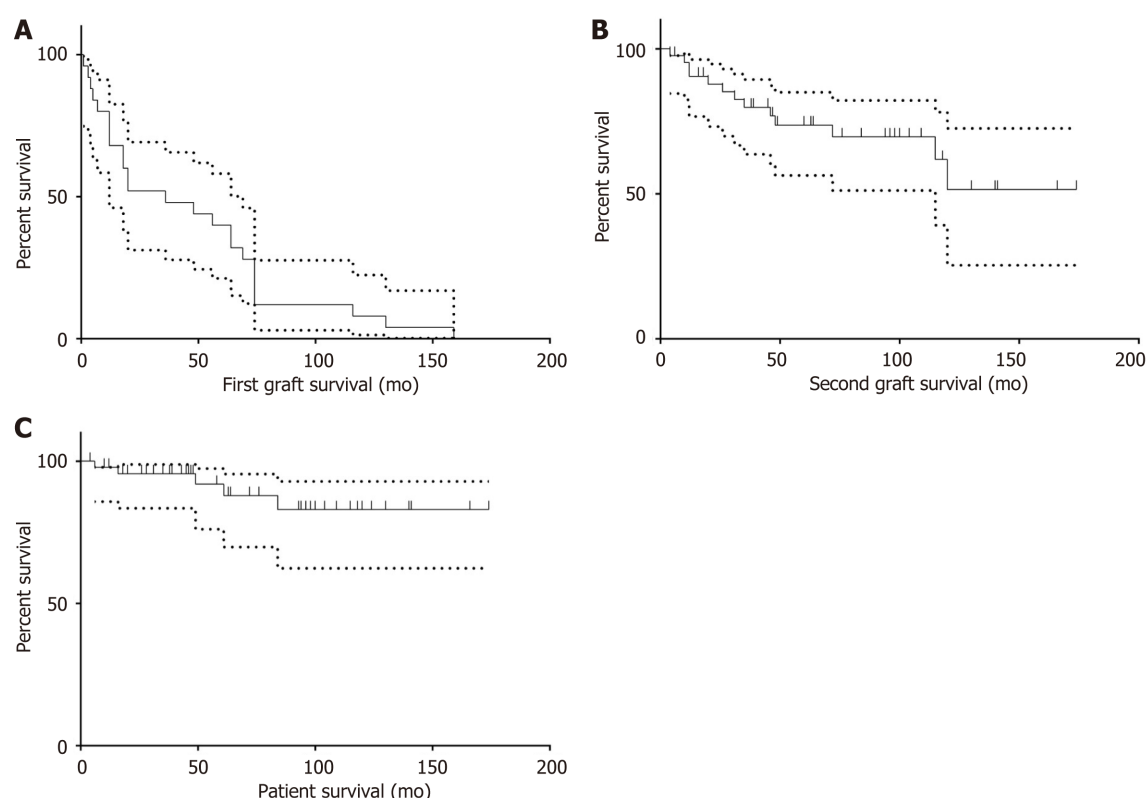 A
100
50
0
Percent survival
0 50 100 150 200
First graft survival (mo)
B
100
50
0
Percent survival
0 50 100 150 200
Second graft survival (mo)
C
100
50
0
Percent survival
0 50 100 150 200
Patient survival (mo)